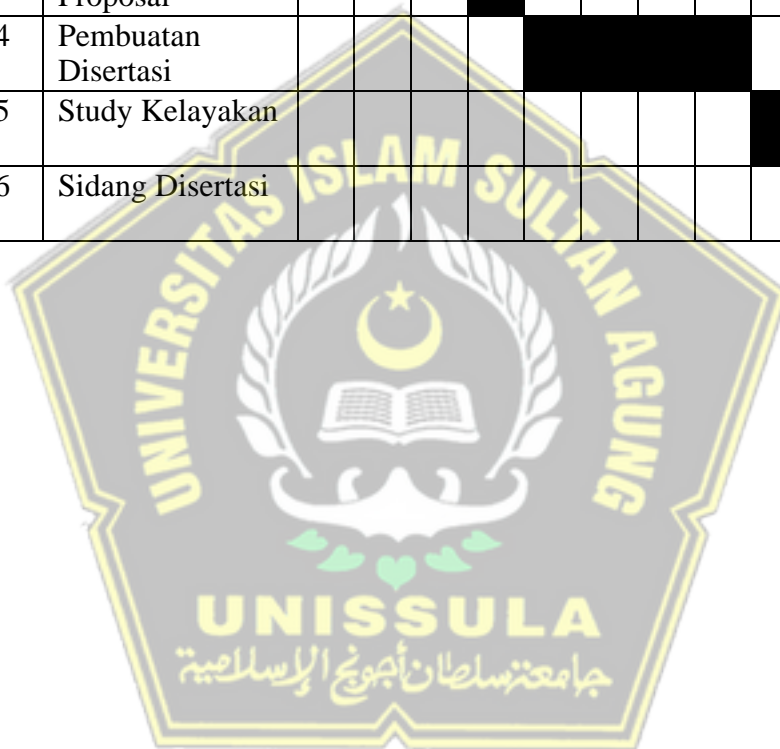 Proposal
4 Pembuatan
Disertasi
5 Study Kelayakan
6 Sidang Disertasi
UNIVERSITAS ISLAM SULTAN AGUNG
UNISSULA
جامعة سلطان أجونج الإسلامية